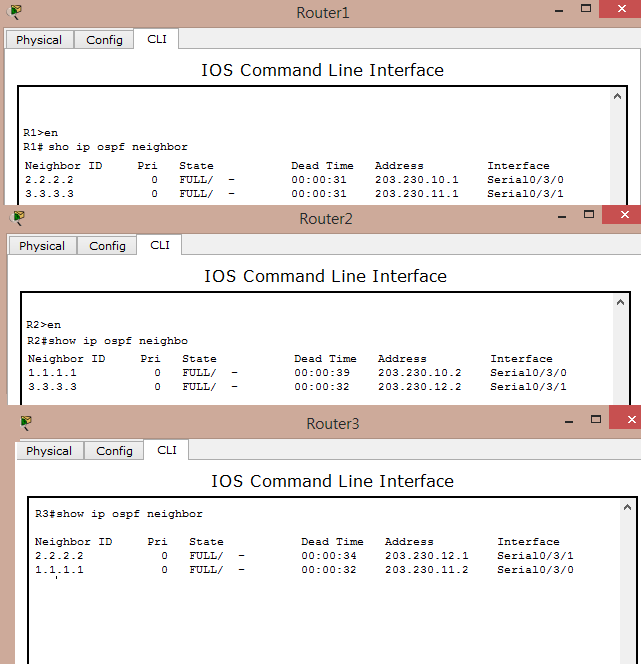 Router1
Physical Config CLI
IOS Command Line Interface
R1>en
R1# sho ip ospf neighbor
Neighbor ID Pri State Dead Time Address Interface
2.2.2.2 0 FULL/ - 00:00:31 203.230.10.1 Serial0/3/0
3.3.3.3 0 FULL/ - 00:00:31 203.230.11.1 Serial0/3/1
Router2
Physical Config CLI
IOS Command Line Interface
R2>en
R2#show ip ospf neighbo
Neighbor ID Pri State Dead Time Address Interface
1.1.1.1 0 FULL/ - 00:00:39 203.230.10.2 Serial0/3/0
3.3.3.3 0 FULL/ - 00:00:32 203.230.12.2 Serial0/3/1
Router3
Physical Config CLI
IOS Command Line Interface
R3#show ip ospf neighbor
Neighbor ID Pri State Dead Time Address Interface
2.2.2.2 0 FULL/ - 00:00:34 203.230.12.1 Serial0/3/1
1.1.1.1 0 FULL/ - 00:00:32 203.230.11.2 Serial0/3/0